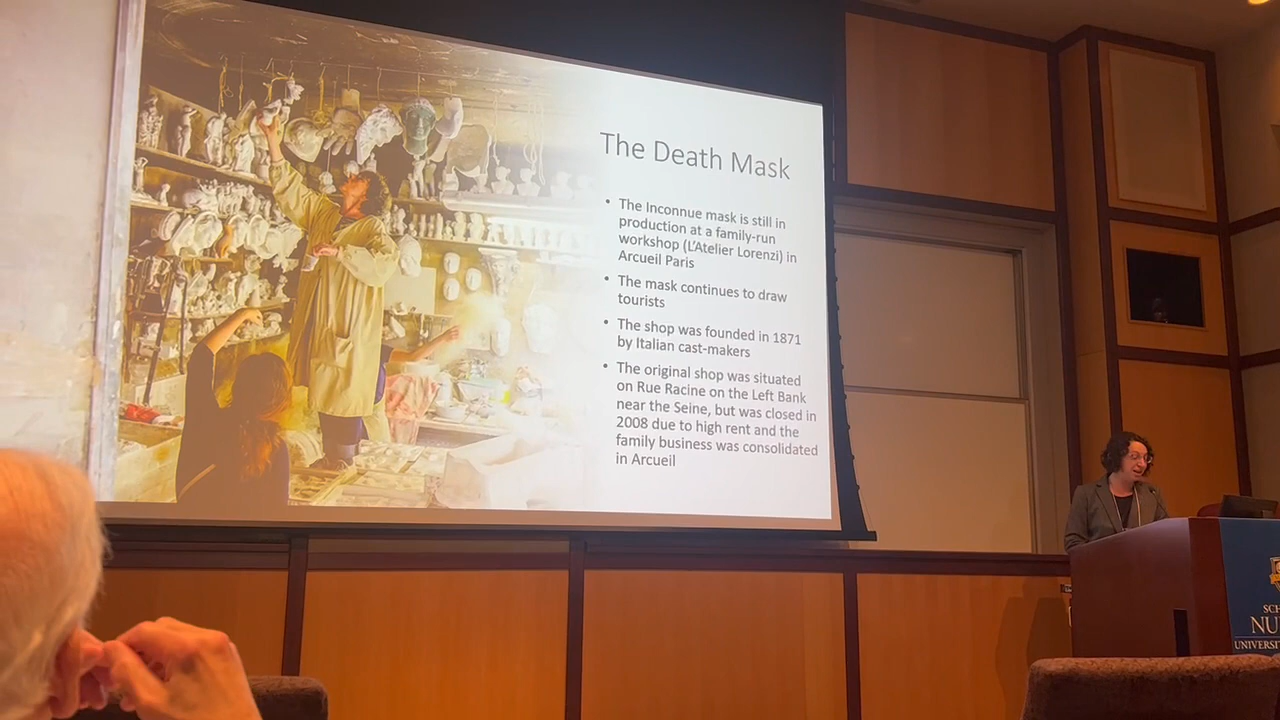 The Death Mask
• The Inconnue mask is still in
production at a family-run
workshop (L'Atelier Lorenzi) in
Arcueil Paris
• The mask continues to draw
tourists
• The shop was founded in 1871
by Italian cast-makers
• The original shop was situated
on Rue Racine on the Left Bank
near the Seine, but was closed in
2008 due to high rent and the
family business was consolidated
in Arcueil